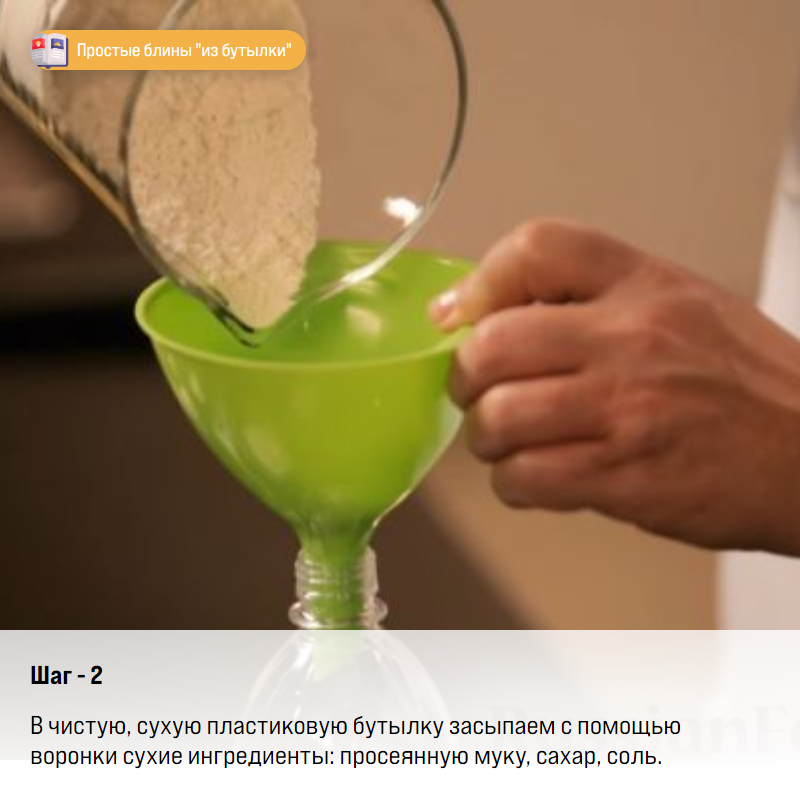 Простые блины "из бутылки"
Шаг - 2
В чистую, сухую пластиковую бутылку засыпаем с помощью
воронки сухие ингредиенты: просеянную муку, сахар, соль.